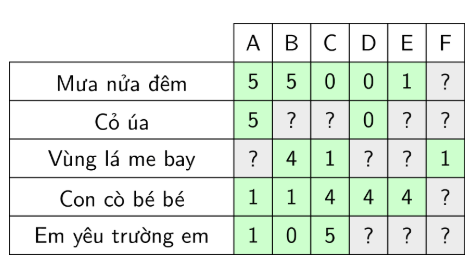 A B C D E F
Mưa nửa đêm 5 5 0 0 1 ?
Cỏ úa 5 ? ? 0 ? ?
Vùng lá me bay ? 4 1 ? ? 1
Con cò bé bé 1 1 4 4 4 ?
Em yêu trường em 1 0 5 ? ? ?